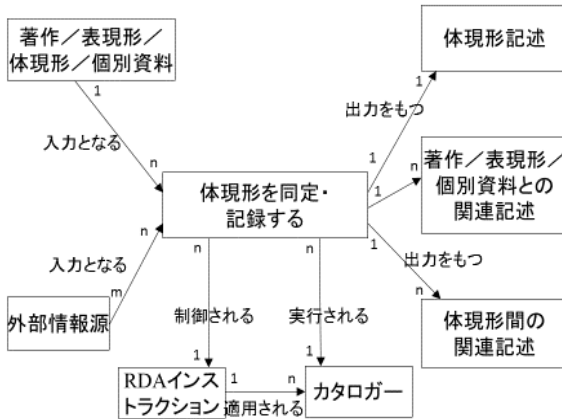 著作／表現形／
体現形／個別資料
1
入力となる
n
体現形を同定・
記録する
n
入力となる
m
外部情報源
体現形記述
1
出力をもつ
1
著作／表現形／
個別資料との
関連記述
n
1
1
出力をもつ
n
体現形間の
関連記述
n
制御される
1
n
実行される
1
RDAインス
トラクション
1
n
適用される
カタロガー